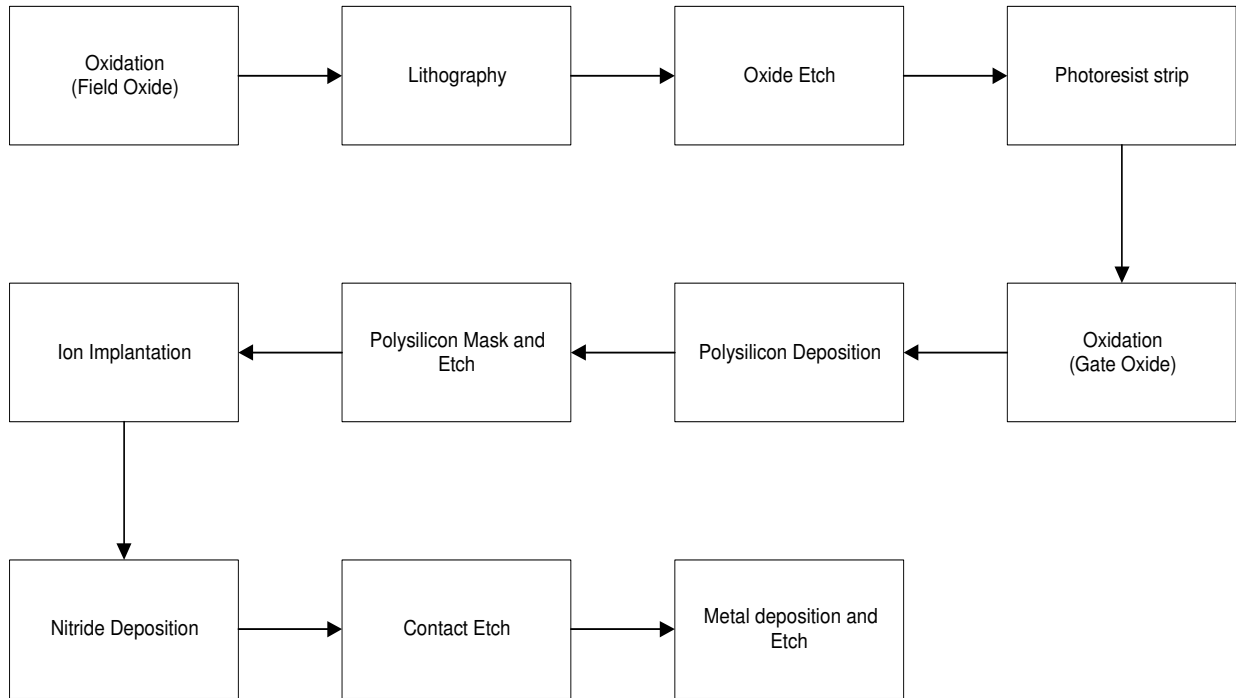 Oxidation
(Field Oxide)
Lithography
Oxide Etch
Photoresist strip
Oxidation
(Gate Oxide)
Polysilicon Deposition
Polysilicon Mask and
Etch
Ion Implantation
Nitride Deposition
Contact Etch
Metal deposition and
Etch